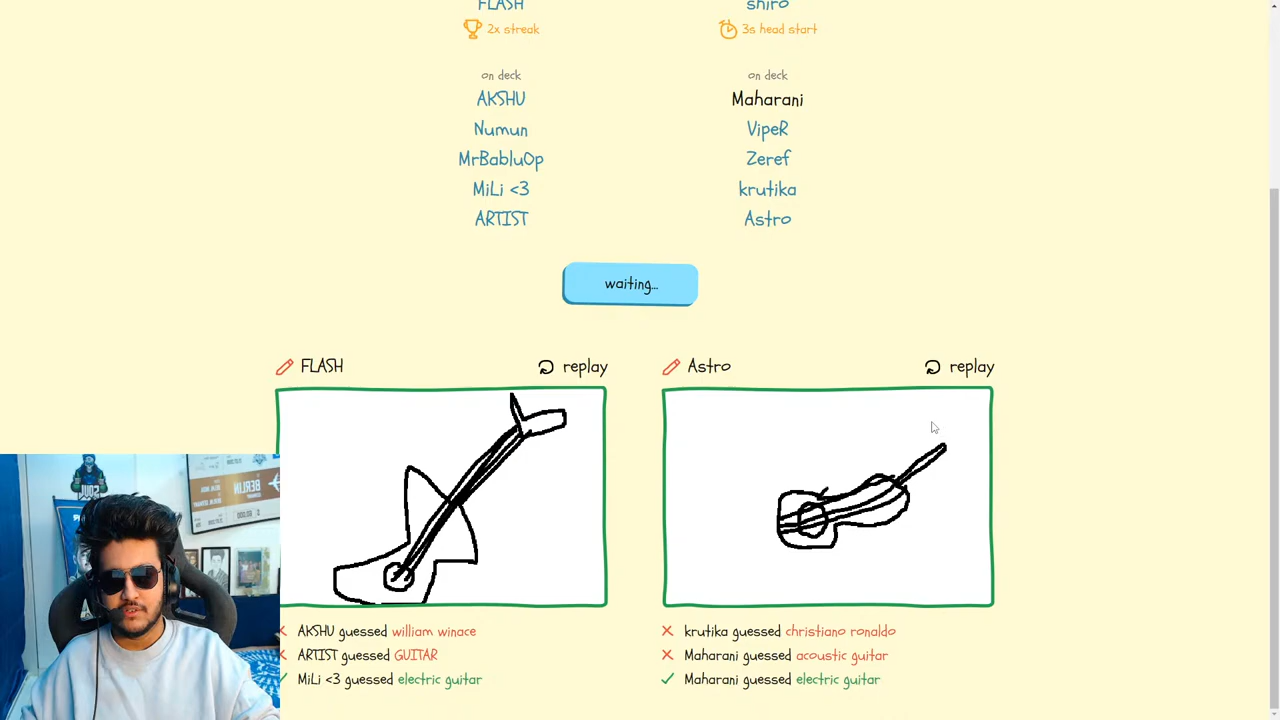 FLASH shiro
2x streak 3s head start
on deck on deck
AKSHU Maharani
Numun VipeR
MrBabluOp Zeref
MiLi <3 krutika
ARTIST Astro
waiting...
FLASH replay Astro replay
AKSHU guessed william winace krutika guessed christiano ronaldo
ARTIST guessed GUITAR Maharani guessed acoustic guitar
MiLi <3 guessed electric guitar Maharani guessed electric guitar
BERLIN
SOUL